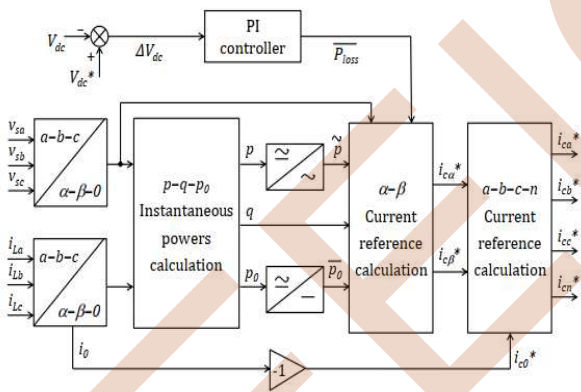 V_dc
−
+
V_dc*
ΔV_dc
PI
controller
P̅_loss
v_sa
v_sb
v_sc
a−b−c
α−β−0
i_La
i_Lb
i_Lc
a−b−c
α−β−0
i_0
p−q−p_0
Instantaneous
powers
calculation
p
q
p_0
≃
~
≃
−
p̃
p̅_0
α−β
Current
reference
calculation
i_cα*
i_cβ*
a−b−c−n
Current
reference
calculation
i_ca*
i_cb*
i_cc*
i_cn*
-1
i_c0*